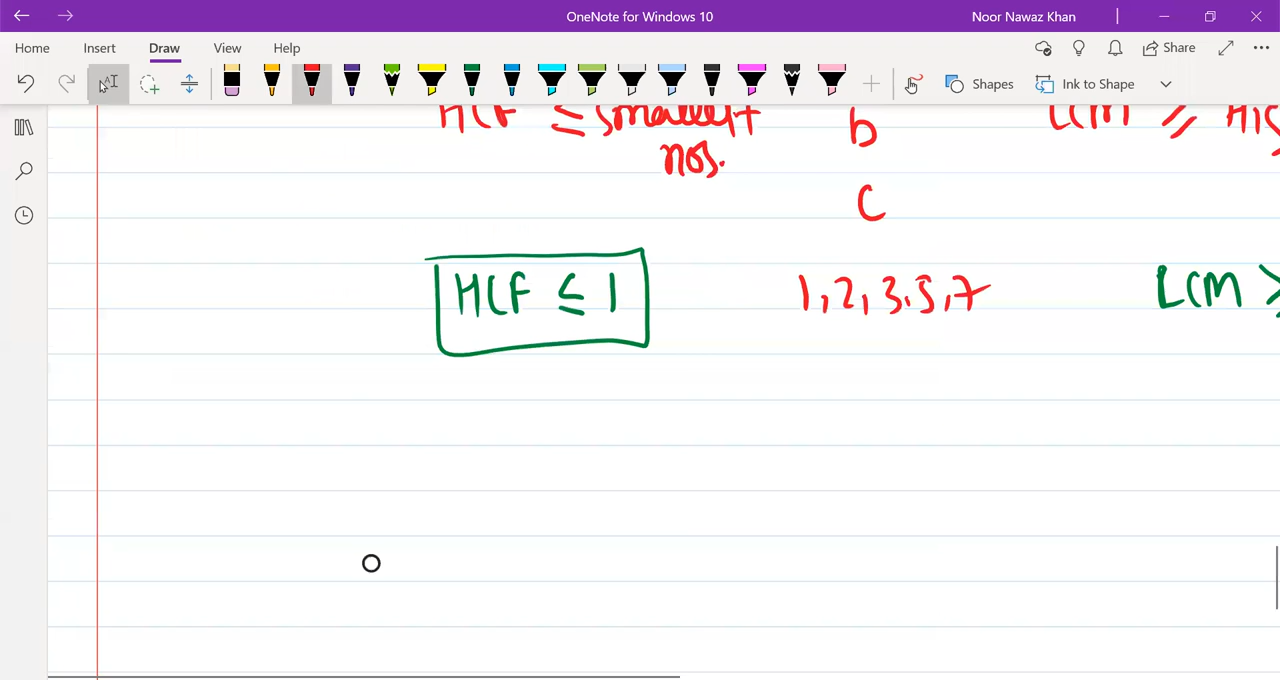 OneNote for Windows 10
Noor Nawaz Khan
Home Insert Draw View Help
Share
Shapes
Ink to Shape
HCF ≤ smallest
nos.
b
c
LCM ≥
HCF ≤ 1
1, 2, 3, 5, 7
LCM